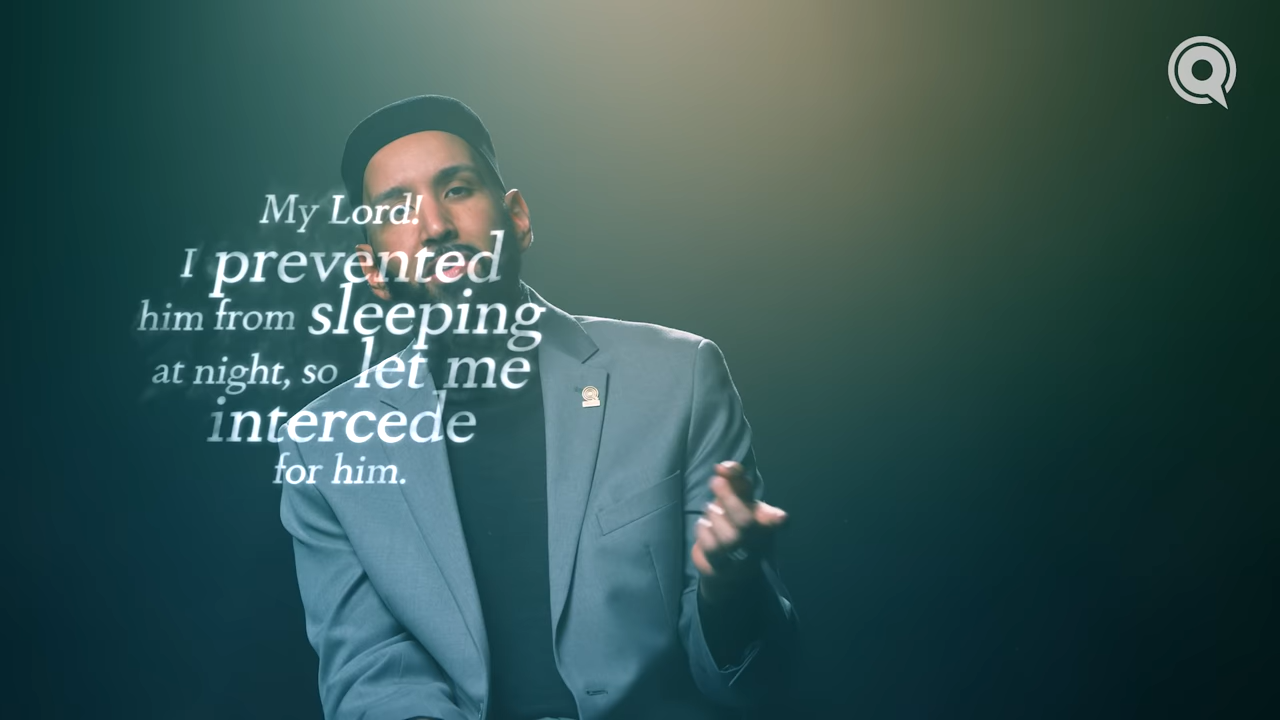 My Lord!
I prevented
him from sleeping
at night, so let me
intercede
for him.